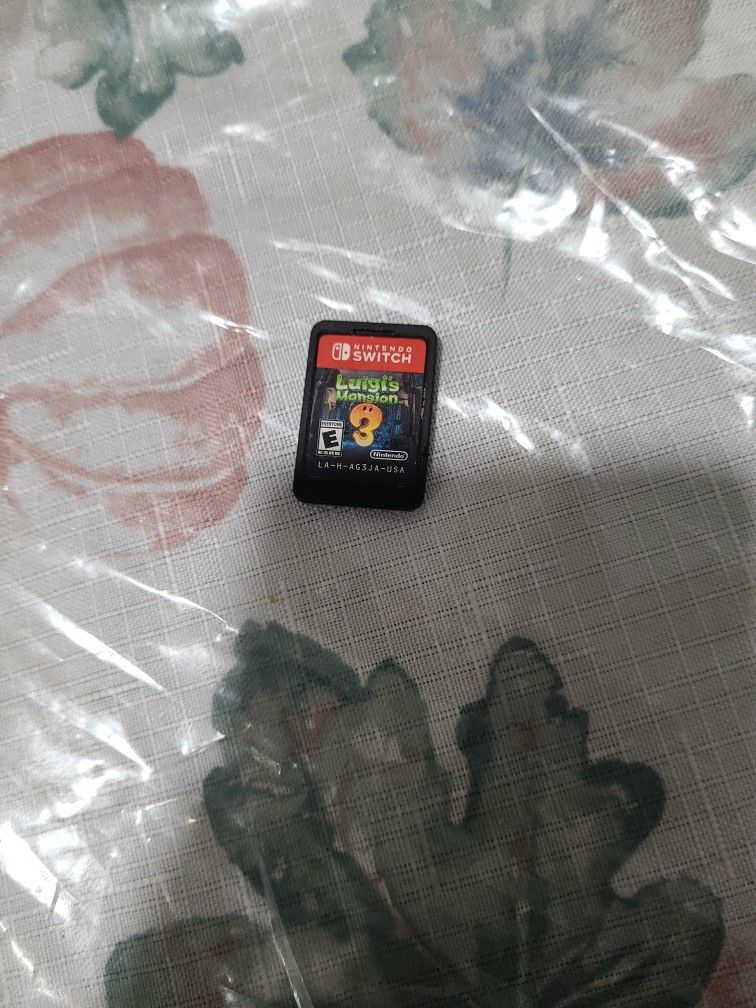 NINTENDO
SWITCH
Luigi's
Mansion
3
EVERYONE
E
Nintendo
LA-H-AG3JA-USA